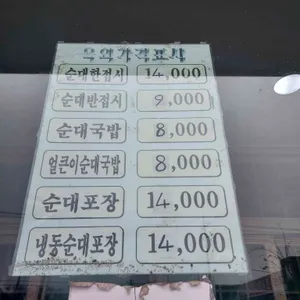 옥외가격표시
순대한접시 14,000
순대반접시 9,000
순대국밥 8,000
얼큰이순대국밥 8,000
순대포장 14,000
냉동순대포장 14,000